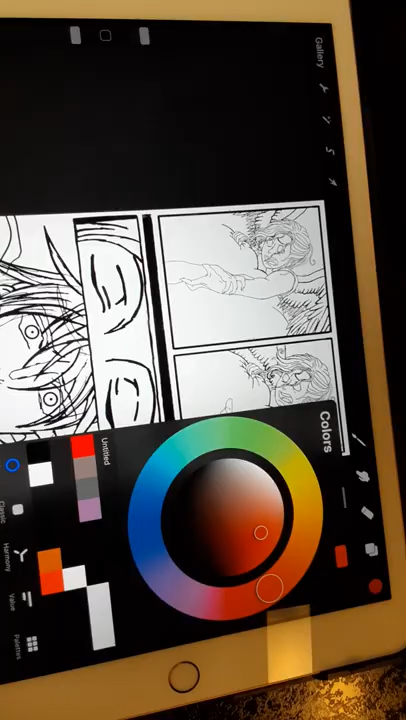 Gallery
Colors
Untitled
Classic
Harmony
Value
Palettes